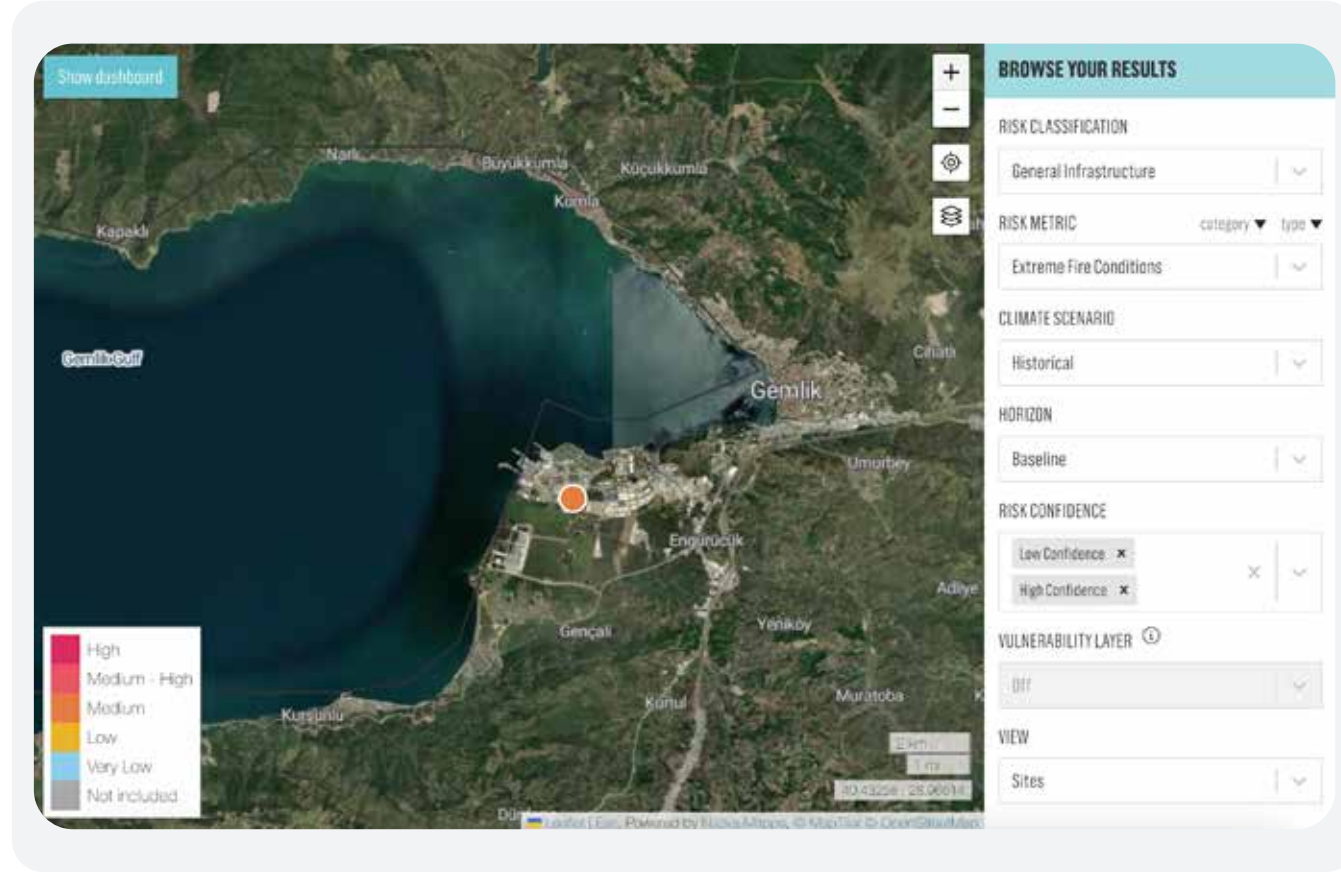 Show dashboard
+
−
Narlı
Büyükkumla
Küçükkumla
Kumla
Kapaklı
Gemlik Gulf
Cihatlı
Gemlik
Umurbey
Engürücük
Adliye
Gençali
Yeniköy
Kurtul
Muratoba
Kurşunlu
High
Medium - High
Medium
Low
Very Low
Not included
2 km
1 mi
Leaflet | Esri, Powered by
© MapTiler © OpenStreetMap
BROWSE YOUR RESULTS
RISK CLASSIFICATION
General Infrastructure
RISK METRIC category ▼ type ▼
Extreme Fire Conditions
CLIMATE SCENARIO
Historical
HORIZON
Baseline
RISK CONFIDENCE
Low Confidence ×
High Confidence ×
VULNERABILITY LAYER
Off
VIEW
Sites